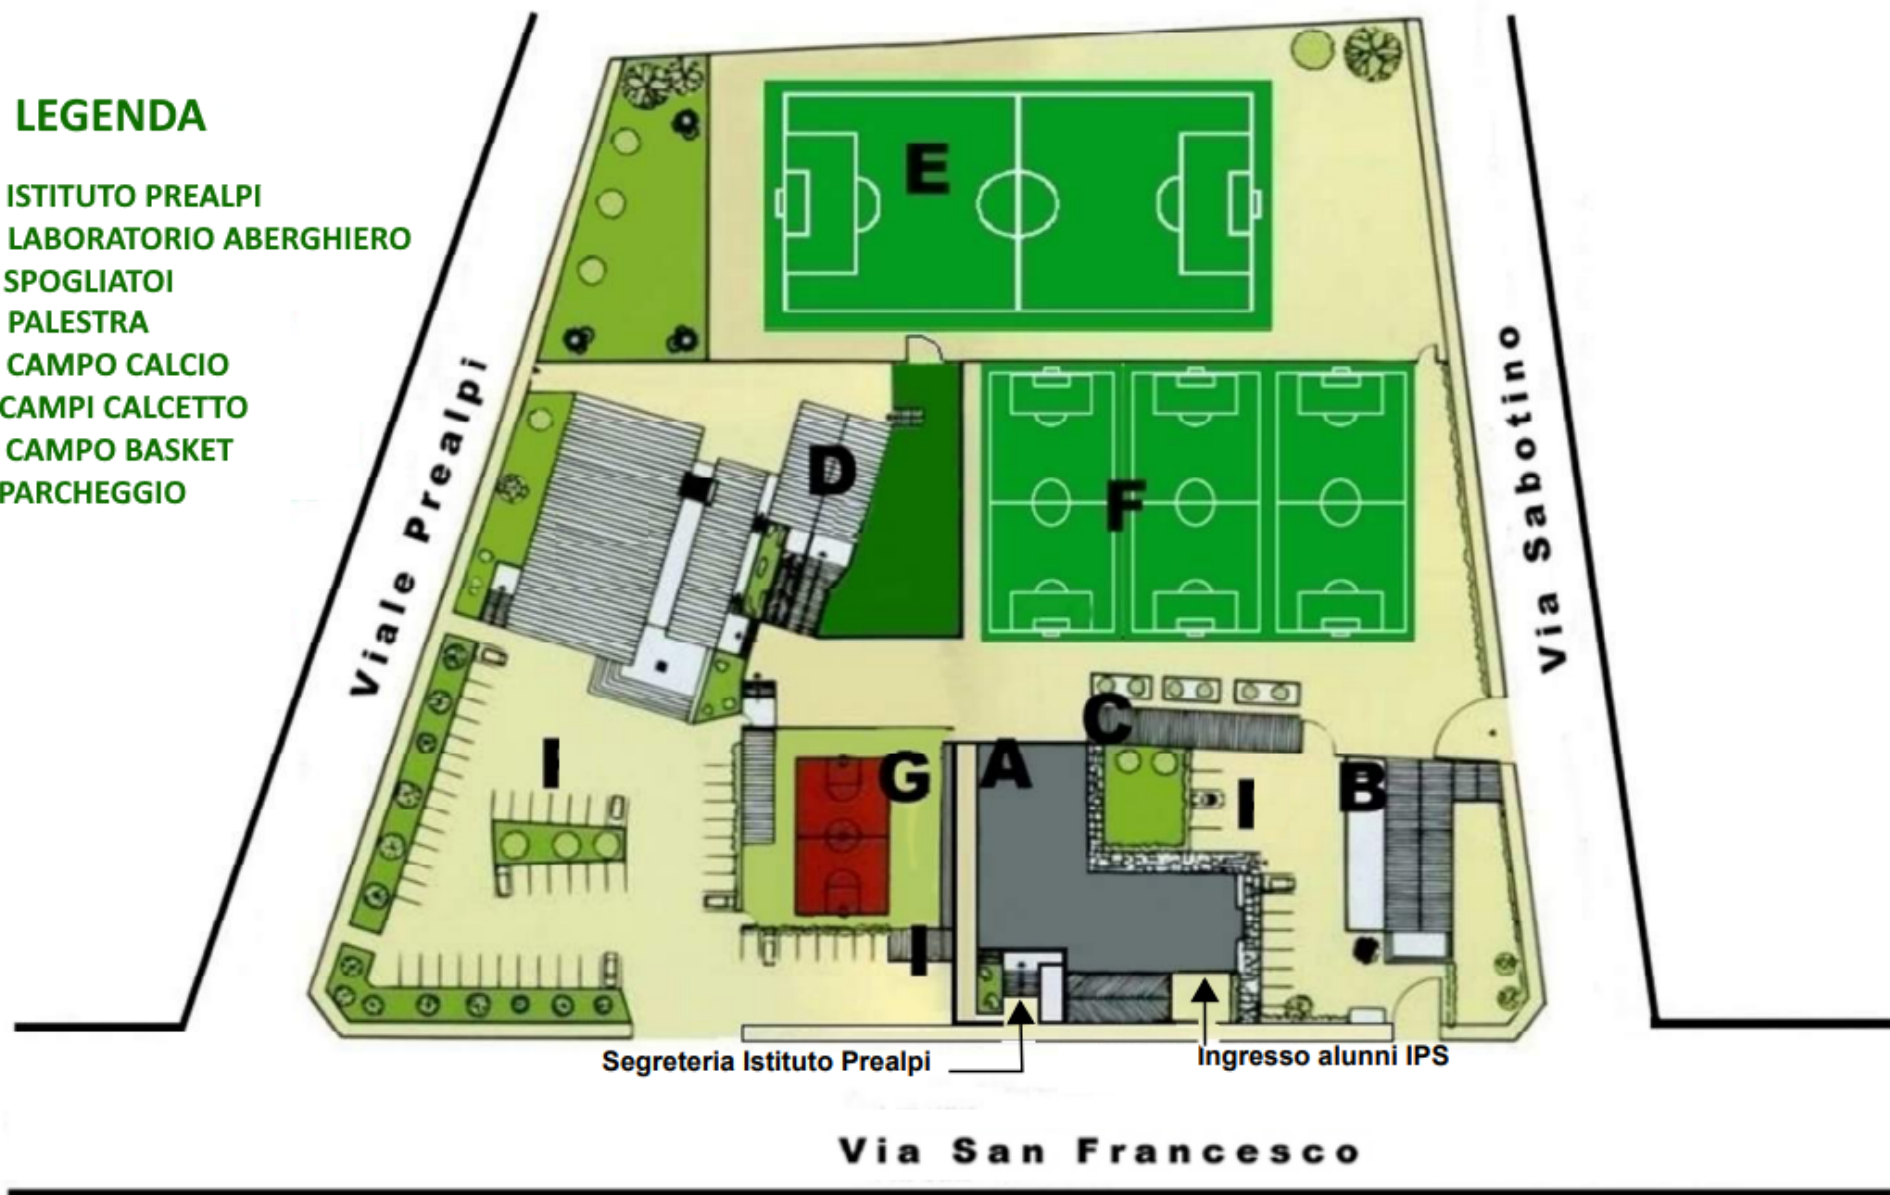 LEGENDA
ISTITUTO PREALPI
LABORATORIO ABERGHIERO
SPOGLIATOI
PALESTRA
CAMPO CALCIO
CAMPI CALCETTO
CAMPO BASKET
PARCHEGGIO
Viale Prealpi
Via Sabotino
E
D
F
C
G
A
I
I
B
I
Segreteria Istituto Prealpi
Ingresso alunni IPS
Via San Francesco